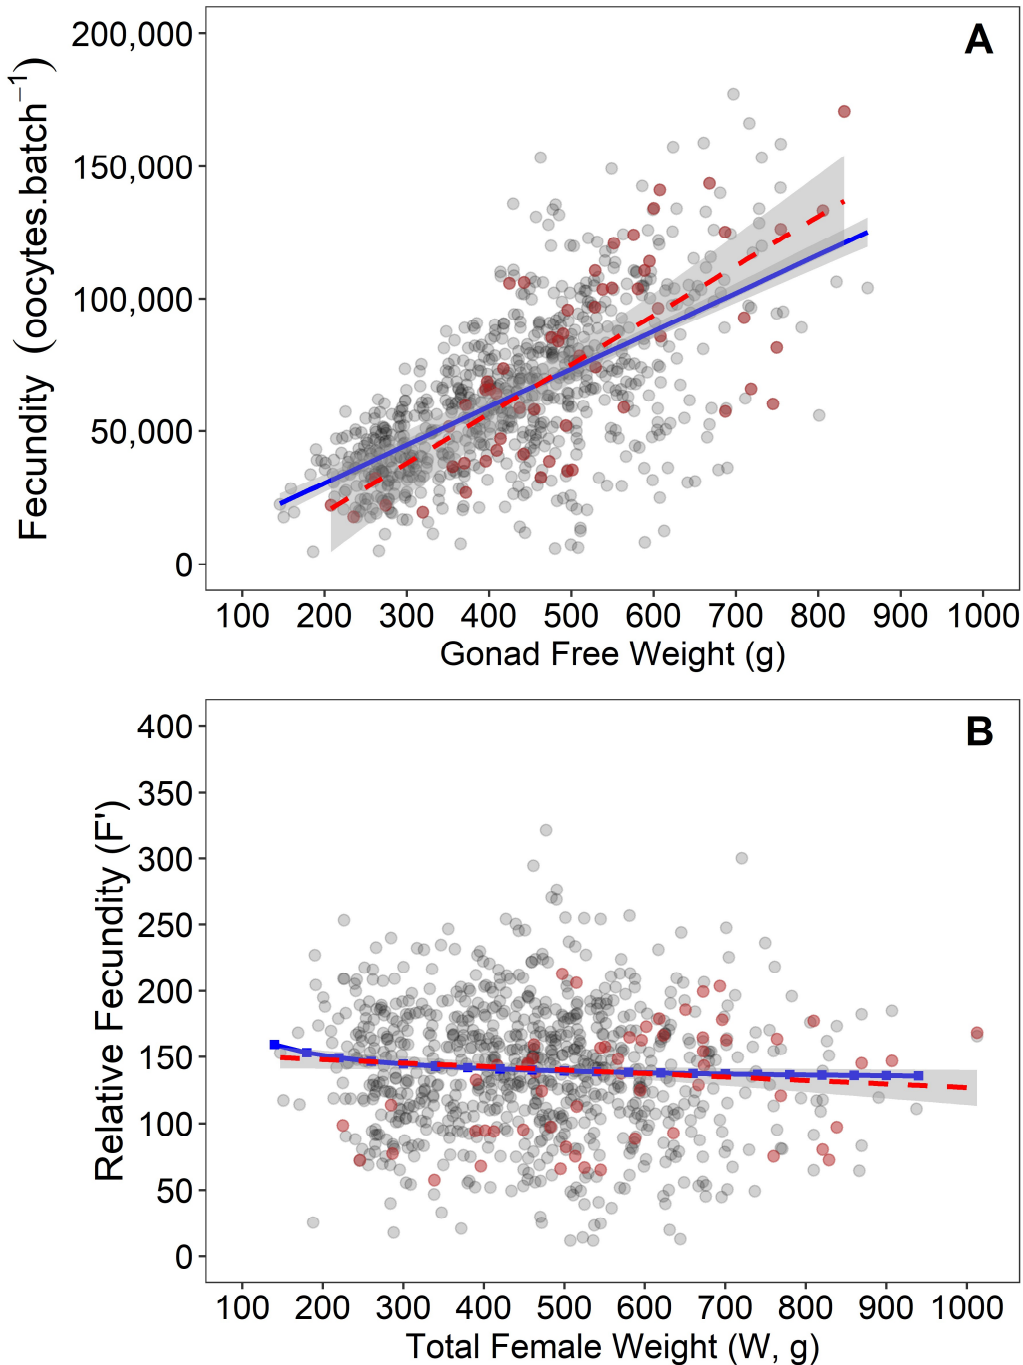 A
Fecundity (oocytes.batch⁻¹)
200,000
150,000
100,000
50,000
0
100 200 300 400 500 600 700 800 900 1000
Gonad Free Weight (g)
B
Relative Fecundity (F')
400
350
300
250
200
150
100
50
0
100 200 300 400 500 600 700 800 900 1000
Total Female Weight (W, g)